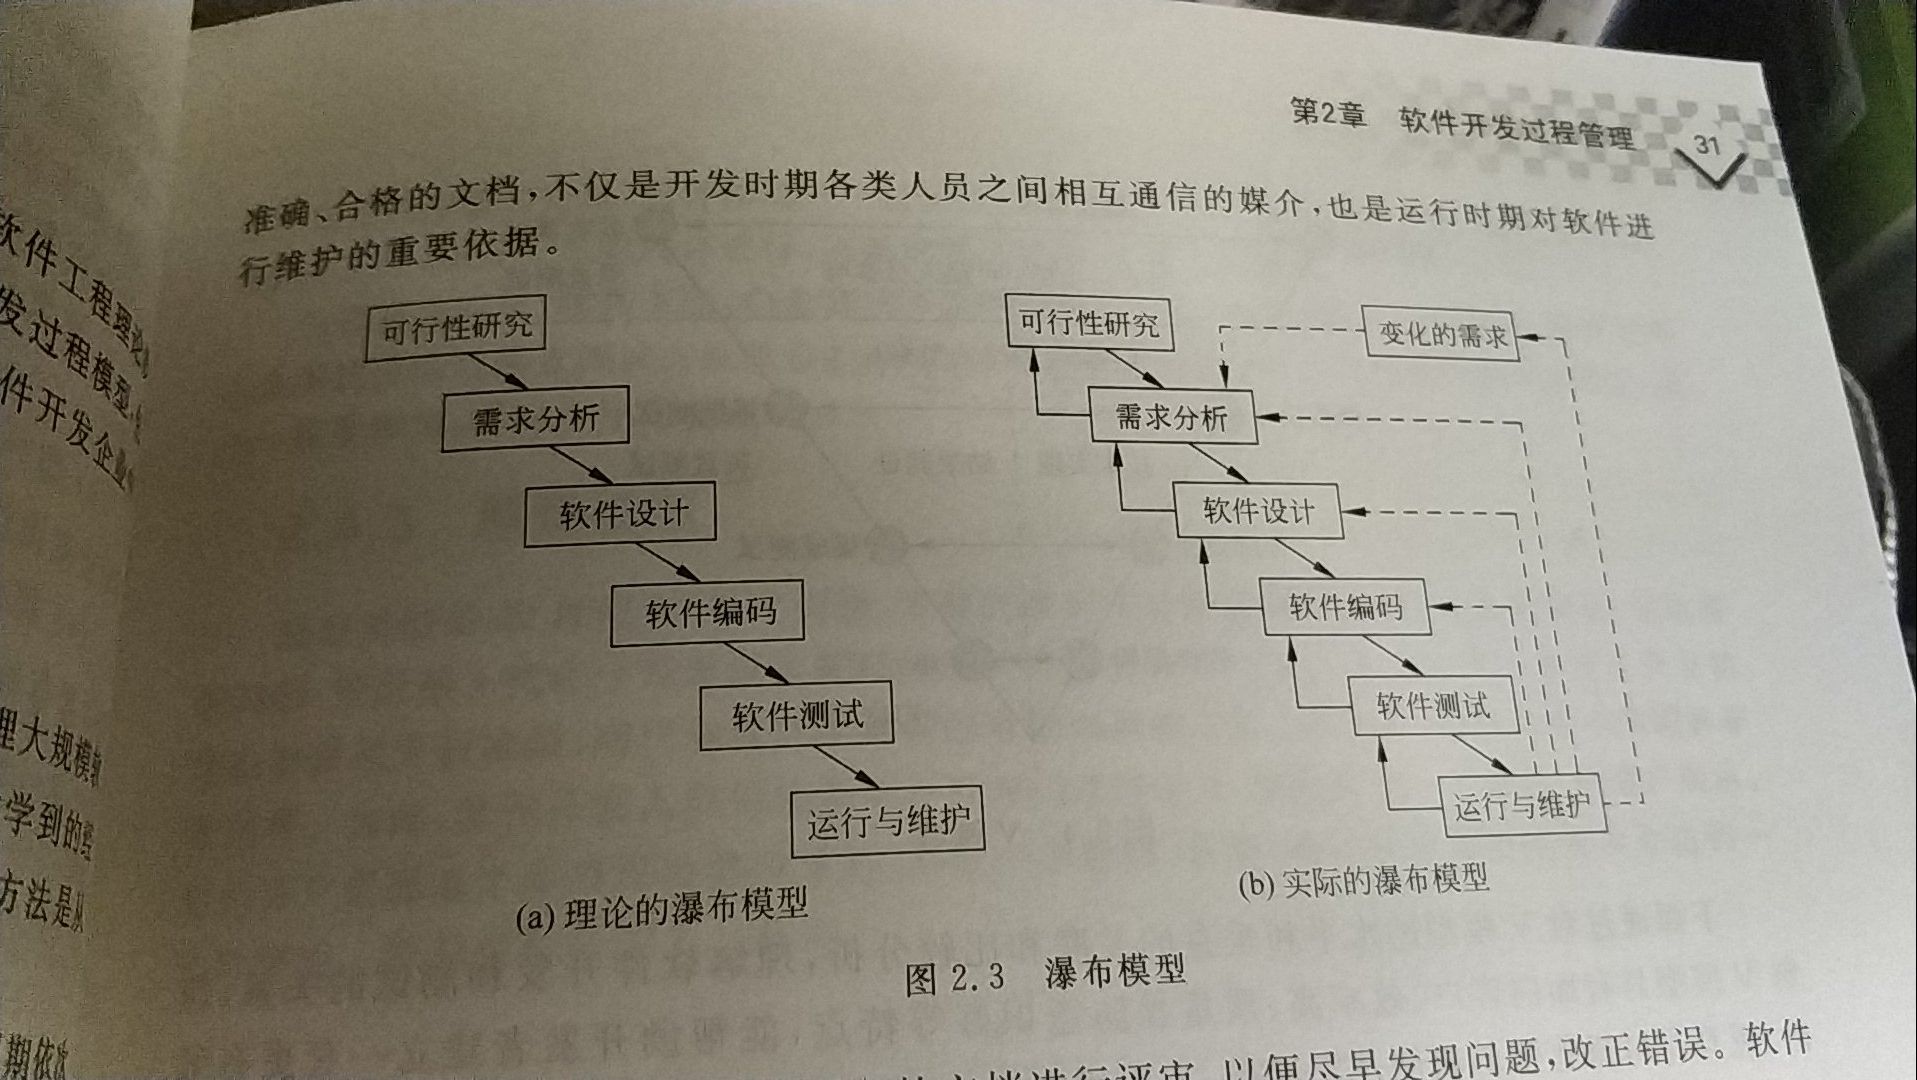 第2章 软件开发过程管理 31
准确、合格的文档,不仅是开发时期各类人员之间相互通信的媒介,也是运行时期对软件进
行维护的重要依据。
可行性研究
需求分析
软件设计
软件编码
软件测试
运行与维护
(a) 理论的瀑布模型
可行性研究
变化的需求
需求分析
软件设计
软件编码
软件测试
运行与维护
(b) 实际的瀑布模型
图 2.3 瀑布模型
以便尽早发现问题,改正错误。软件
软件工程理
发过程模型
件开发企业
理大规模
学到的
方法是从
期依次